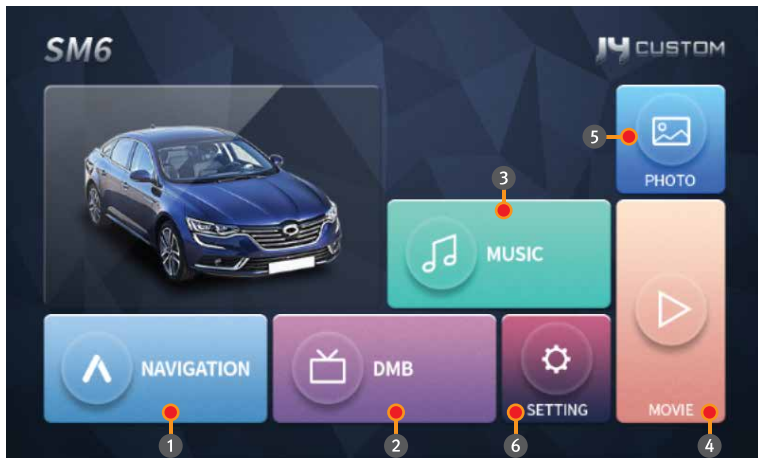 SM6
JY CUSTOM
5
PHOTO
3
MUSIC
NAVIGATION
DMB
SETTING
MOVIE
1
2
6
4